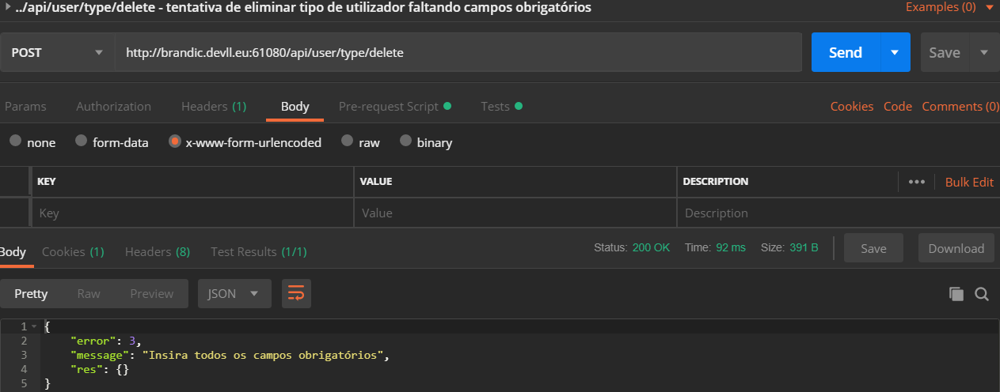 ../api/user/type/delete - tentativa de eliminar tipo de utilizador faltando campos obrigatórios
Examples (0)
POST
http://brandic.devll.eu:61080/api/user/type/delete
Send
Save
Params Authorization Headers (1) Body Pre-request Script Tests
Cookies Code Comments (0)
none form-data x-www-form-urlencoded raw binary
KEY VALUE DESCRIPTION ••• Bulk Edit
Key Value Description
Body Cookies (1) Headers (8) Test Results (1/1)
Status: 200 OK Time: 92 ms Size: 391 B
Save Download
Pretty Raw Preview JSON
1 {
2 "error": 3,
3 "message": "Insira todos os campos obrigatórios",
4 "res": {}
5 }